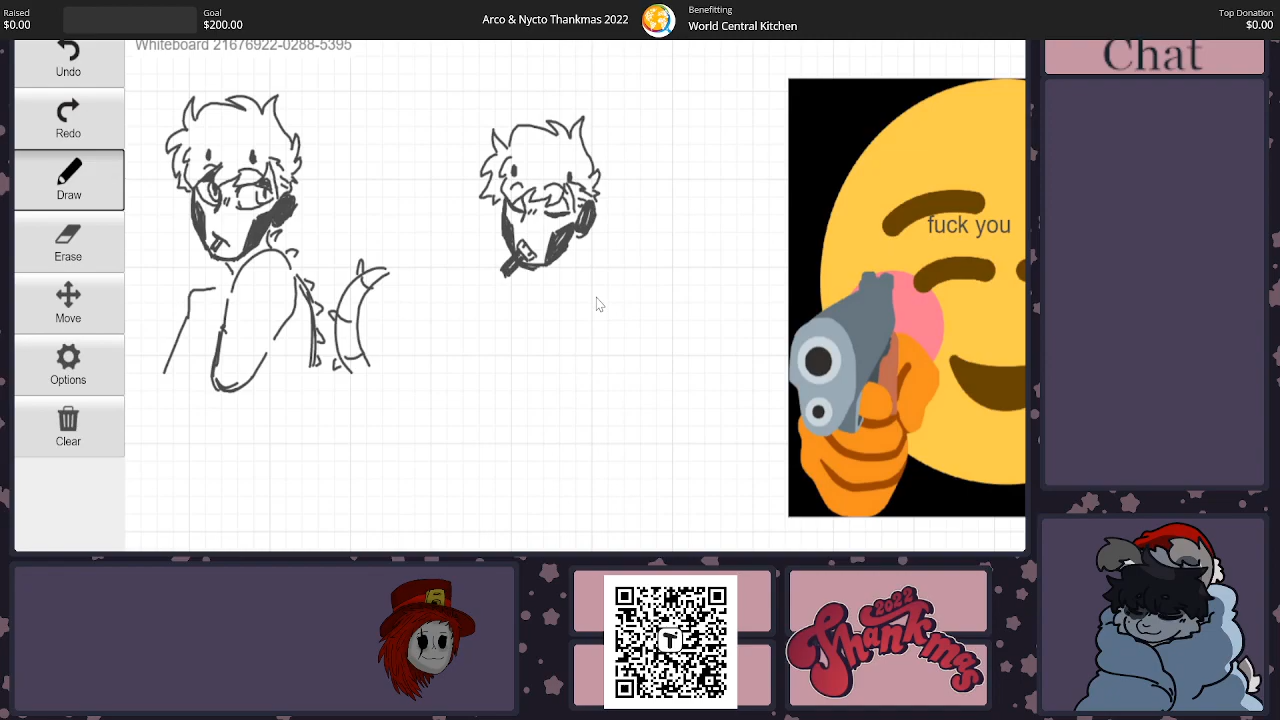 Raised
$0.00
Goal
$200.00
Arco & Nycto Thankmas 2022
Benefitting
World Central Kitchen
Top Donation
$0.00
Whiteboard 21676922-0288-5395
Chat
Undo
Redo
Draw
Erase
Move
Options
Clear
fuck you
T
2022
Thankmas